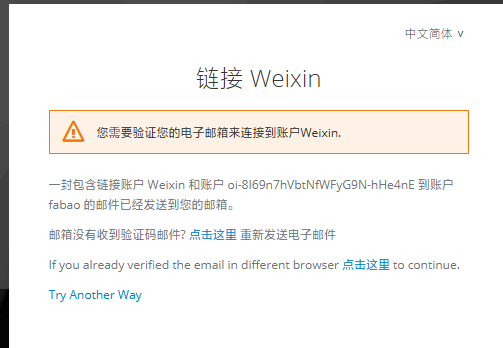 中文简体 ∨
链接 Weixin
您需要验证您的电子邮箱来连接到账户Weixin.
一封包含链接账户 Weixin 和账户 oi-8I69n7hVbtNfWFyG9N-hHe4nE 到账户
fabao 的邮件已经发送到您的邮箱。
邮箱没有收到验证码邮件? 点击这里 重新发送电子邮件
If you already verified the email in different browser 点击这里 to continue.
Try Another Way